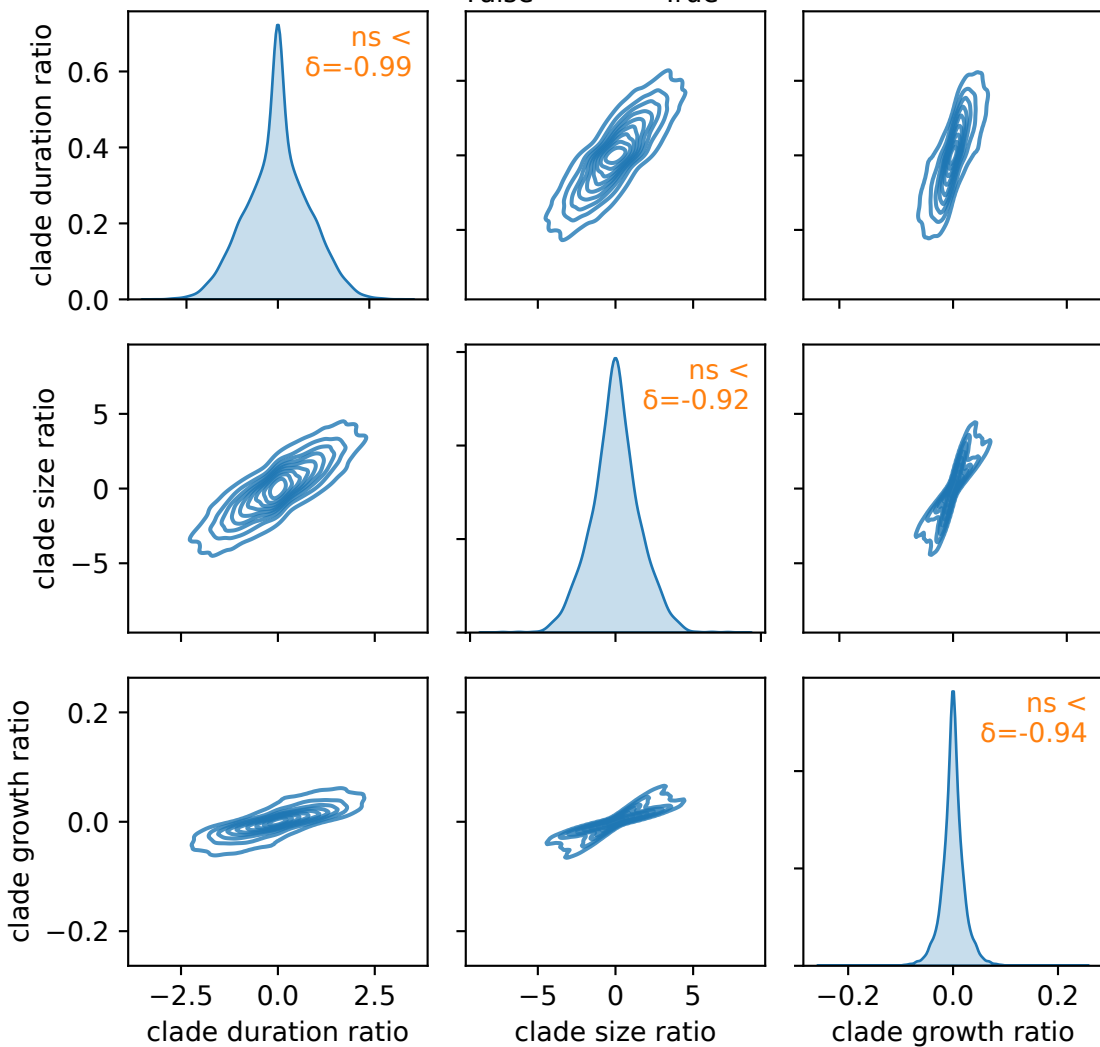 clade duration ratio
0.6
0.4
0.2
0.0
ns <
δ=-0.99
clade size ratio
5
0
−5
ns <
δ=-0.92
clade growth ratio
0.2
0.0
−0.2
ns <
δ=-0.94
−2.5 0.0 2.5
−5 0 5
−0.2 0.0 0.2
clade duration ratio
clade size ratio
clade growth ratio